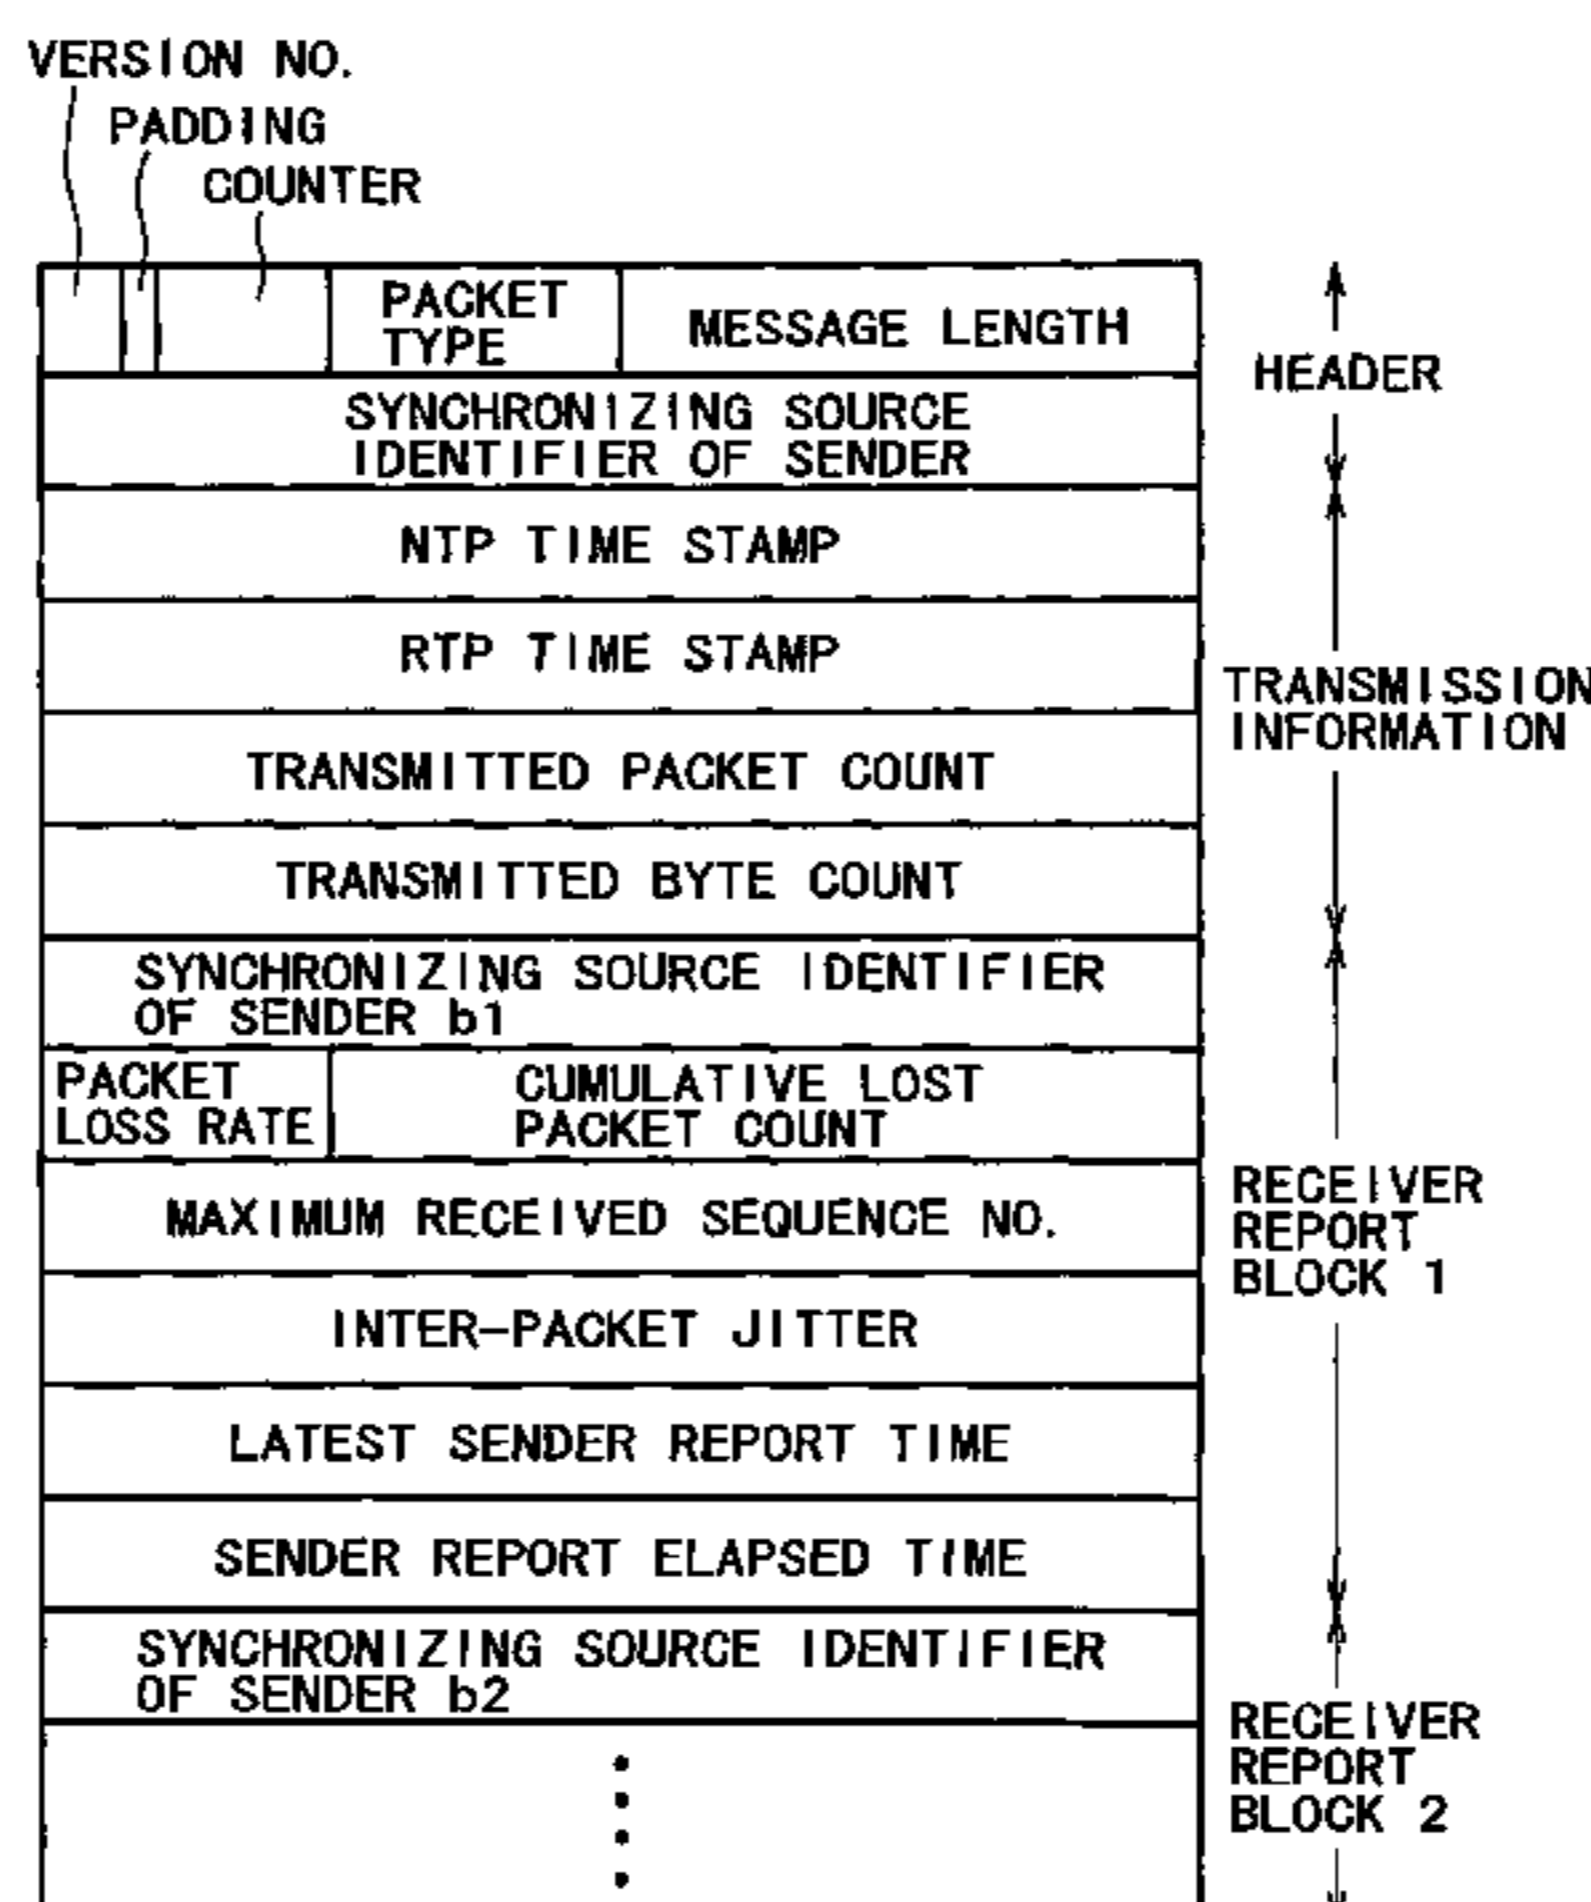 VERSION NO.
PADDING
COUNTER
PACKET
TYPE
MESSAGE LENGTH
HEADER
SYNCHRONIZING SOURCE
IDENTIFIER OF SENDER
NTP TIME STAMP
RTP TIME STAMP
TRANSMISSION
INFORMATION
TRANSMITTED PACKET COUNT
TRANSMITTED BYTE COUNT
SYNCHRONIZING SOURCE IDENTIFIER
OF SENDER b1
PACKET
LOSS RATE
CUMULATIVE LOST
PACKET COUNT
MAXIMUM RECEIVED SEQUENCE NO.
RECEIVER
REPORT
BLOCK 1
INTER-PACKET JITTER
LATEST SENDER REPORT TIME
SENDER REPORT ELAPSED TIME
SYNCHRONIZING SOURCE IDENTIFIER
OF SENDER b2
RECEIVER
REPORT
BLOCK 2